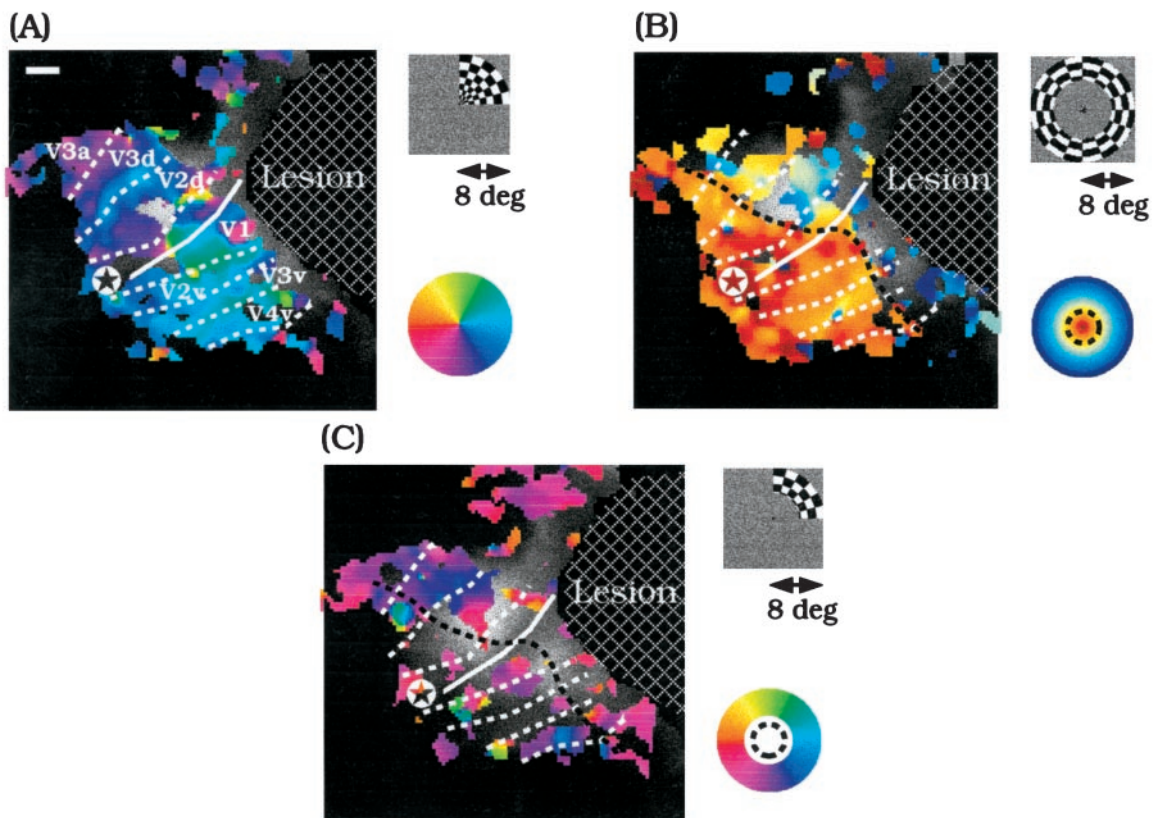 (A)
V3a
V3d
V2d
Lesion
V1
V2v
V3v
V4v
8 deg
(B)
Lesion
8 deg
(C)
Lesion
8 deg